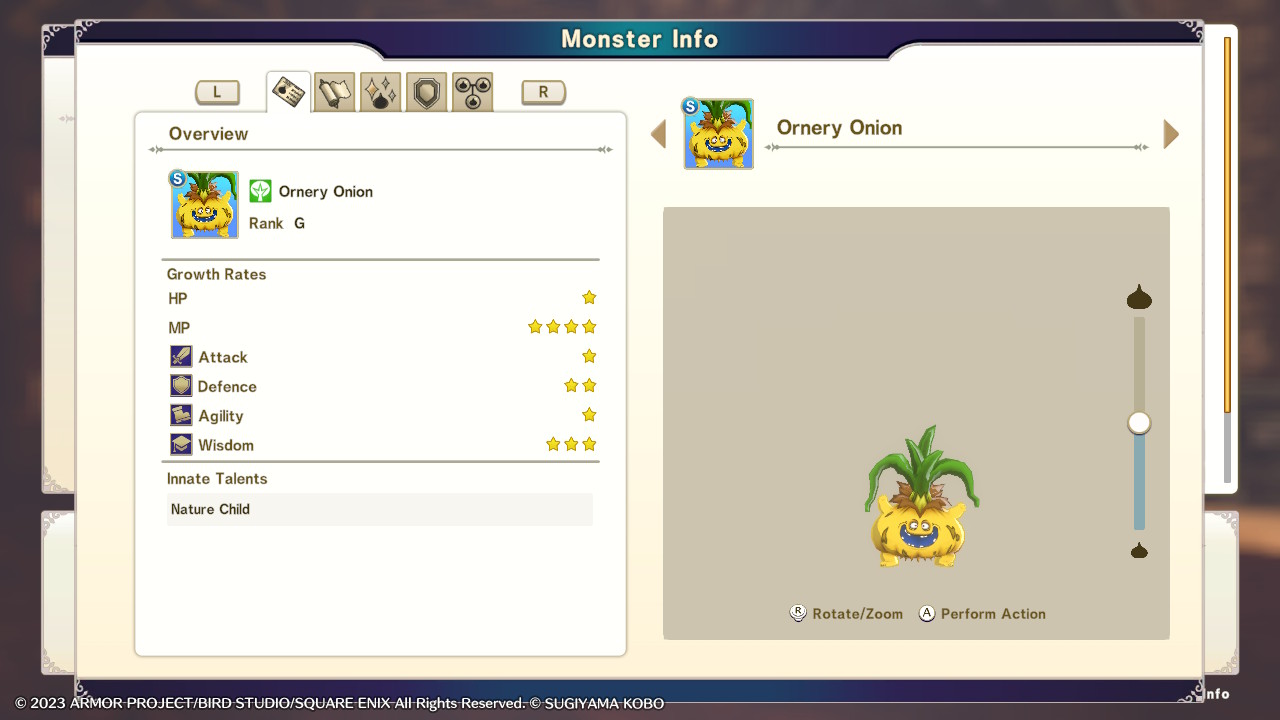 Monster Info
L
R
Overview
S
Ornery Onion
Rank G
Growth Rates
HP
MP
Attack
Defence
Agility
Wisdom
Innate Talents
Nature Child
S
Ornery Onion
R Rotate/Zoom A Perform Action
nfo
© 2023 ARMOR PROJECT/BIRD STUDIO/SQUARE ENIX All Rights Reserved. © SUGIYAMA KOBO